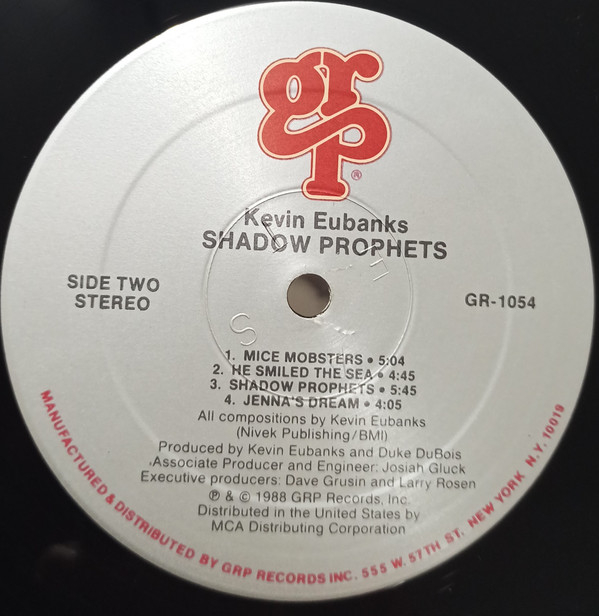 grp®
Kevin Eubanks
SHADOW PROPHETS
SIDE TWO
STEREO
GR-1054
1. MICE MOBSTERS • 5:04
2. HE SMILED THE SEA • 4:45
3. SHADOW PROPHETS • 5:45
4. JENNA'S DREAM • 4:05
All compositions by Kevin Eubanks
(Nivek Publishing/BMI)
Produced by Kevin Eubanks and Duke DuBois
Associate Producer and Engineer: Josiah Gluck
Executive producers: Dave Grusin and Larry Rosen
℗ & © 1988 GRP Records, Inc.
Distributed in the United States by
MCA Distributing Corporation
MANUFACTURED & DISTRIBUTED BY GRP RECORDS INC. 555 W. 57TH ST. NEW YORK N.Y. 10019